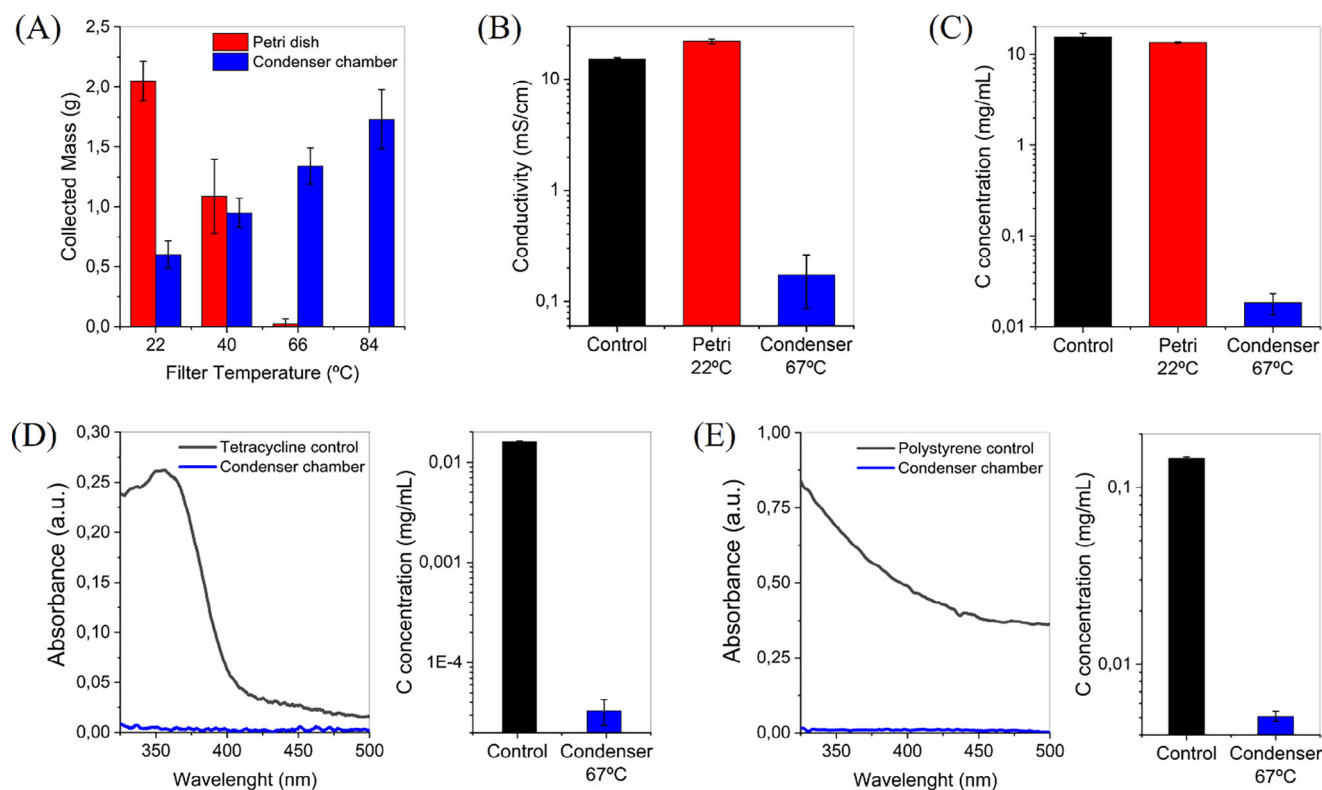 (A)
2,5
2,0
1,5
1,0
0,5
0,0
Collected Mass (g)
Petri dish
Condenser chamber
22
40
66
84
Filter Temperature (ºC)
(B)
10
1
0,1
Conductivity (mS/cm)
Control
Petri
22ºC
Condenser
67ºC
(C)
10
1
0,1
0,01
C concentration (mg/mL)
Control
Petri
22ºC
Condenser
67ºC
(D)
0,30
0,25
0,20
0,15
0,10
0,05
0,00
Absorbance (a.u.)
Tetracycline control
Condenser chamber
350
400
450
500
Wavelenght (nm)
0,01
0,001
1E-4
C concentration (mg/mL)
Control
Condenser
67ºC
(E)
1,00
0,75
0,50
0,25
0,00
Absorbance (a.u.)
Polystyrene control
Condenser chamber
350
400
450
500
Wavelenght (nm)
0,1
0,01
C concentration (mg/mL)
Control
Condenser
67ºC